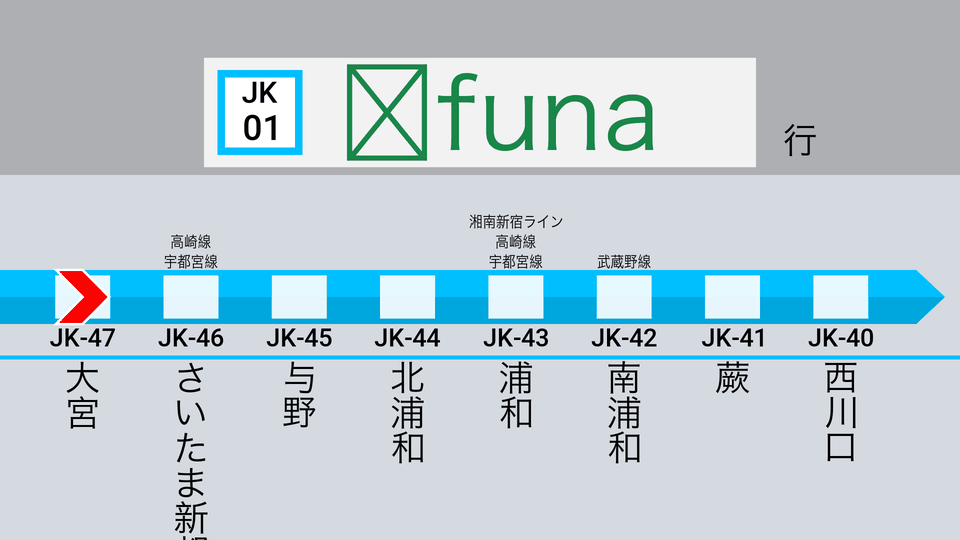 JK
01
funa
行
湘南新宿ライン
高崎線
高崎線
宇都宮線
宇都宮線
武蔵野線
JK-47
JK-46
JK-45
JK-44
JK-43
JK-42
JK-41
JK-40
大宮
さいたま新都
与野
北浦和
浦和
南浦和
蕨
西川口